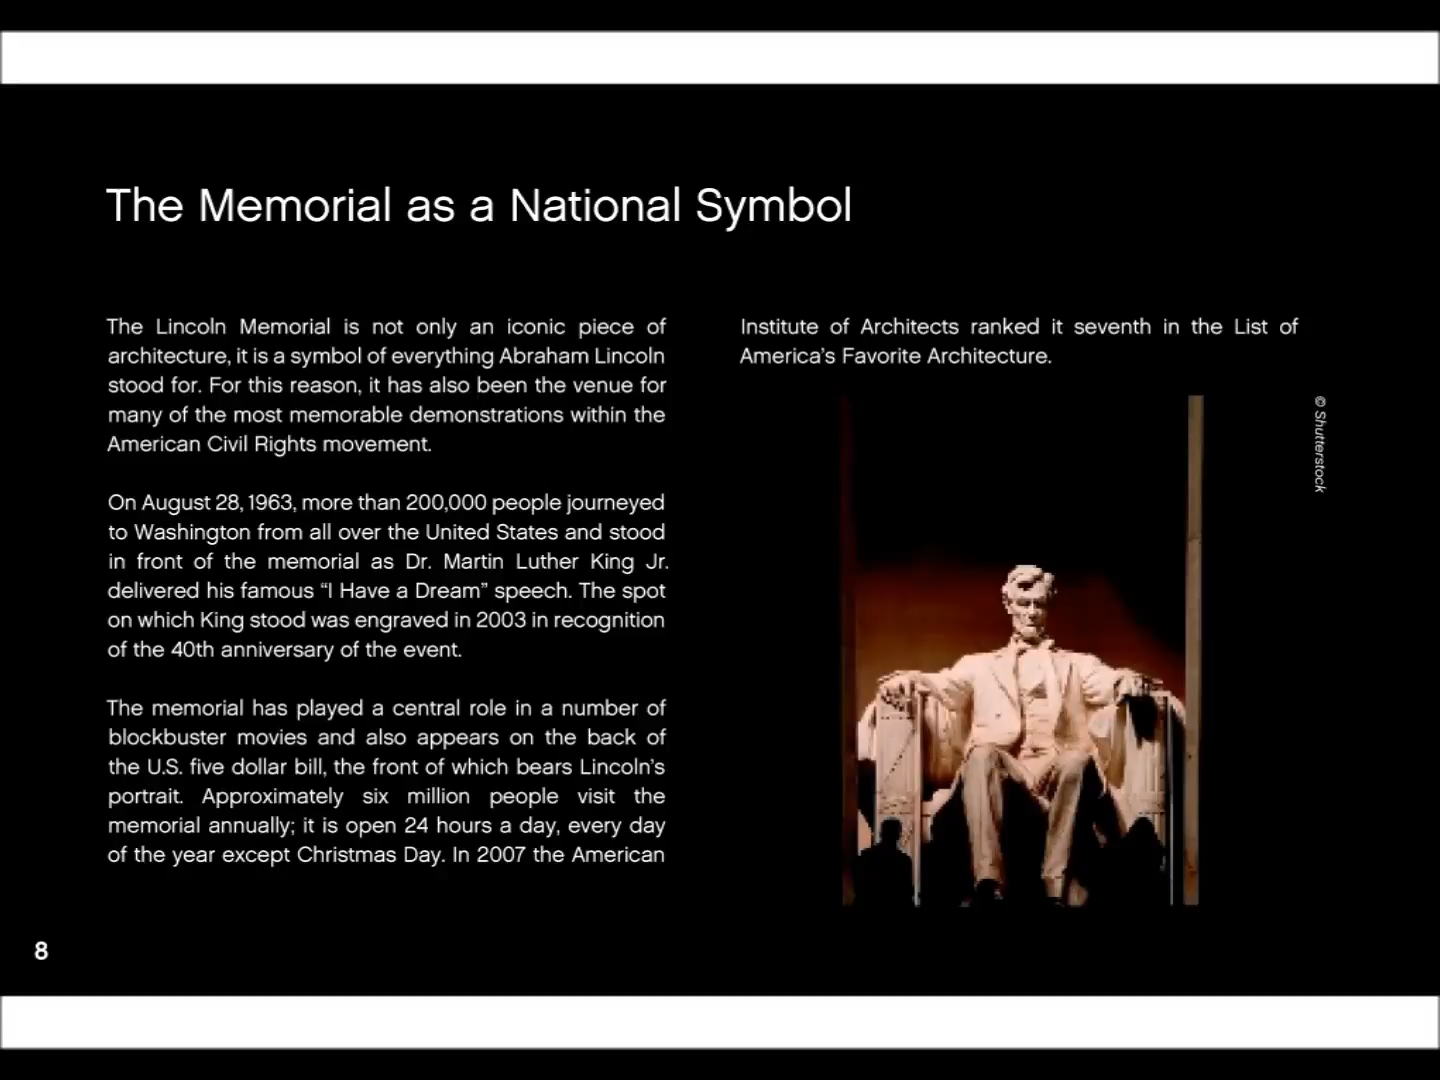 The Memorial as a National Symbol
The Lincoln Memorial is not only an iconic piece of
architecture, it is a symbol of everything Abraham Lincoln
stood for. For this reason, it has also been the venue for
many of the most memorable demonstrations within the
American Civil Rights movement.
On August 28, 1963, more than 200,000 people journeyed
to Washington from all over the United States and stood
in front of the memorial as Dr. Martin Luther King Jr.
delivered his famous “I Have a Dream” speech. The spot
on which King stood was engraved in 2003 in recognition
of the 40th anniversary of the event.
The memorial has played a central role in a number of
blockbuster movies and also appears on the back of
the U.S. five dollar bill, the front of which bears Lincoln’s
portrait. Approximately six million people visit the
memorial annually; it is open 24 hours a day, every day
of the year except Christmas Day. In 2007 the American
Institute of Architects ranked it seventh in the List of
America’s Favorite Architecture.
© Shutterstock
8